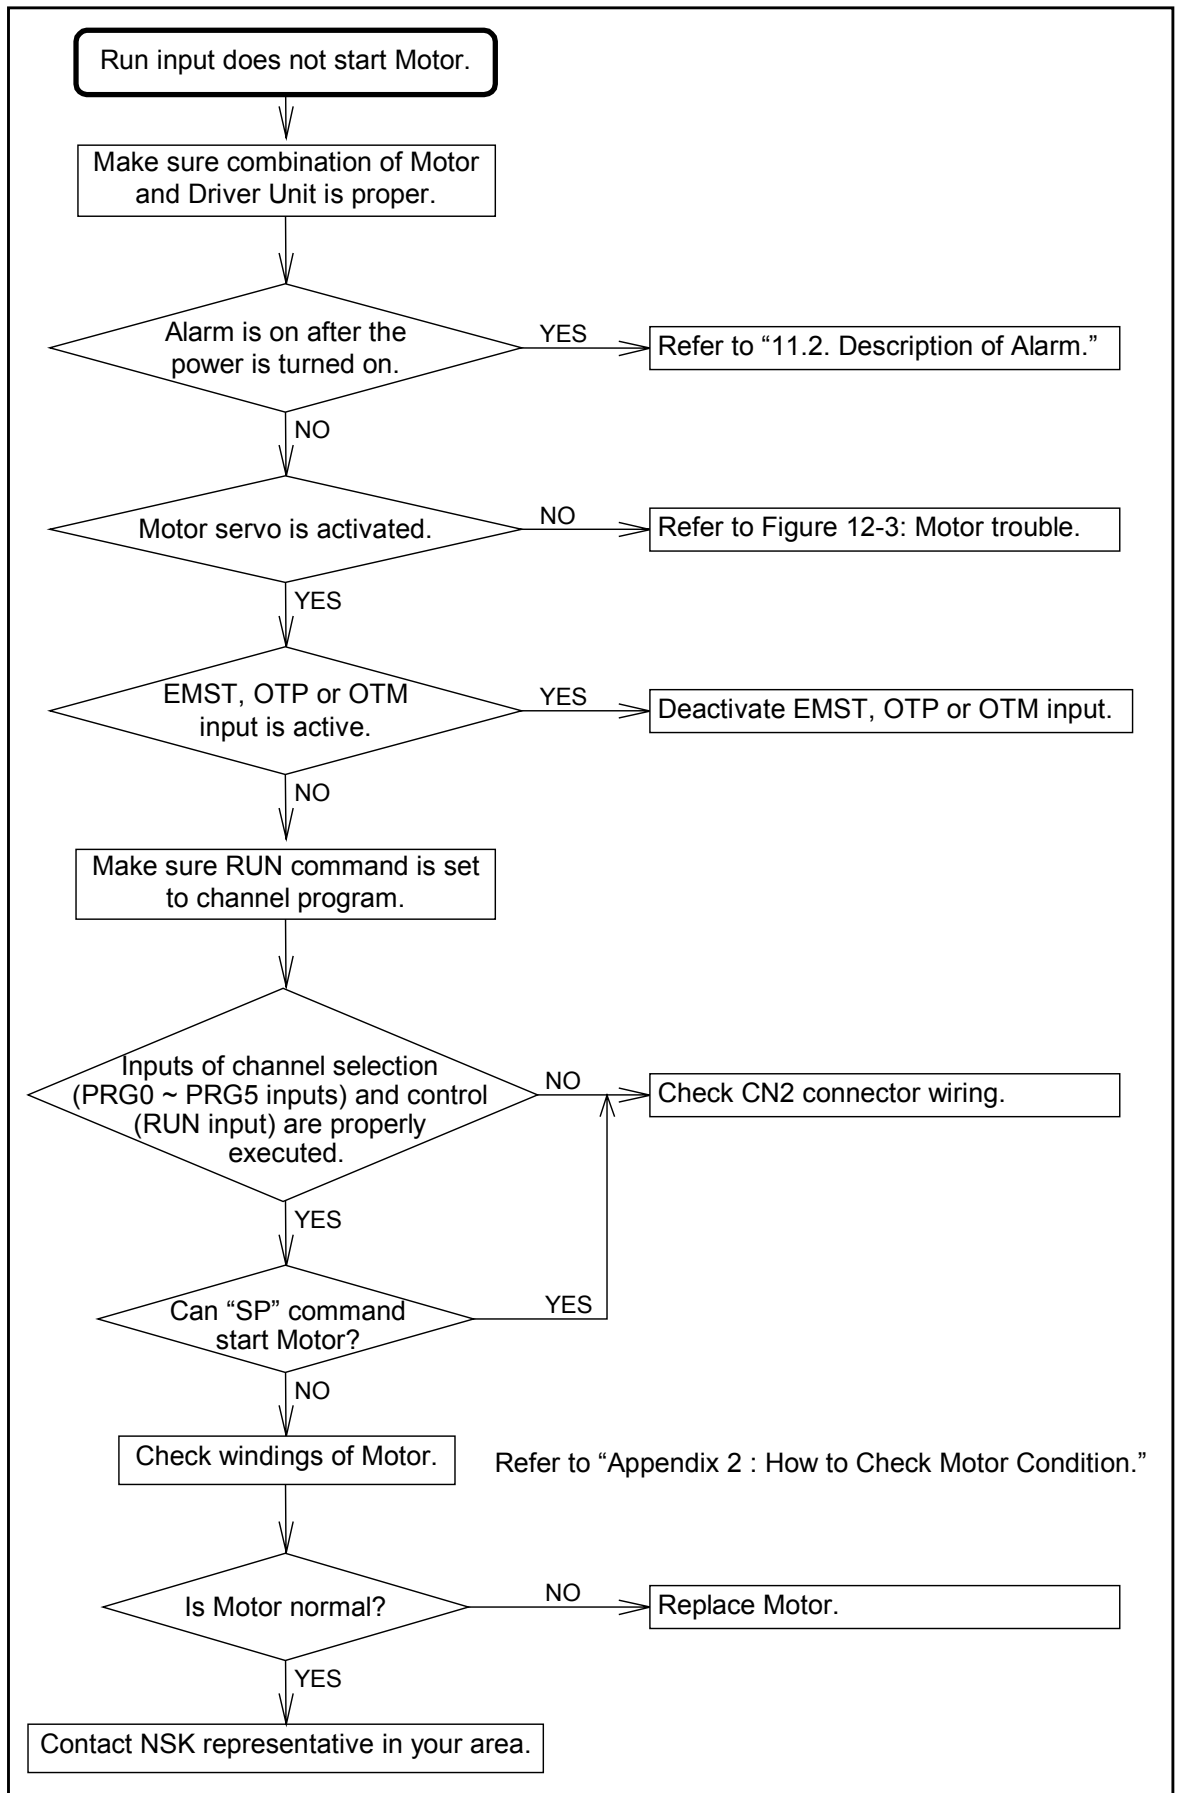 Run input does not start Motor.
Make sure combination of Motor
and Driver Unit is proper.
Alarm is on after the
power is turned on.
YES
Refer to “11.2. Description of Alarm.”
NO
Motor servo is activated.
NO
Refer to Figure 12-3: Motor trouble.
YES
EMST, OTP or OTM
input is active.
YES
Deactivate EMST, OTP or OTM input.
NO
Make sure RUN command is set
to channel program.
Inputs of channel selection
(PRG0 ~ PRG5 inputs) and control
(RUN input) are properly
executed.
NO
Check CN2 connector wiring.
YES
Can “SP” command
start Motor?
YES
NO
Check windings of Motor.
Refer to “Appendix 2 : How to Check Motor Condition.”
Is Motor normal?
NO
Replace Motor.
YES
Contact NSK representative in your area.